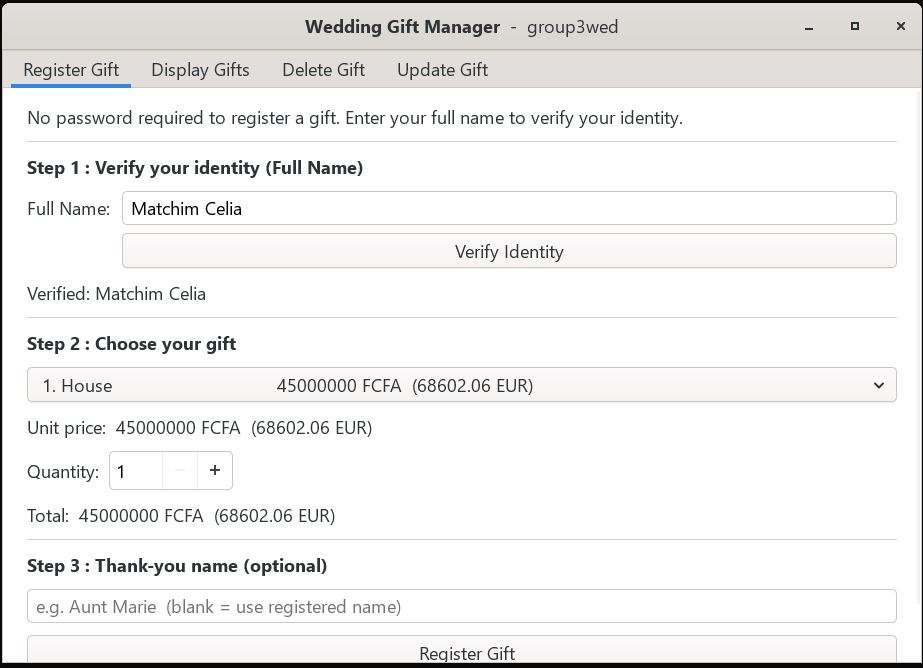 Wedding Gift Manager - group3wed
Register Gift Display Gifts Delete Gift Update Gift
No password required to register a gift. Enter your full name to verify your identity.
Step 1 : Verify your identity (Full Name)
Full Name: Matchim Celia
Verify Identity
Verified: Matchim Celia
Step 2 : Choose your gift
1. House 45000000 FCFA (68602.06 EUR)
Unit price: 45000000 FCFA (68602.06 EUR)
Quantity: 1 − +
Total: 45000000 FCFA (68602.06 EUR)
Step 3 : Thank-you name (optional)
e.g. Aunt Marie (blank = use registered name)
Register Gift